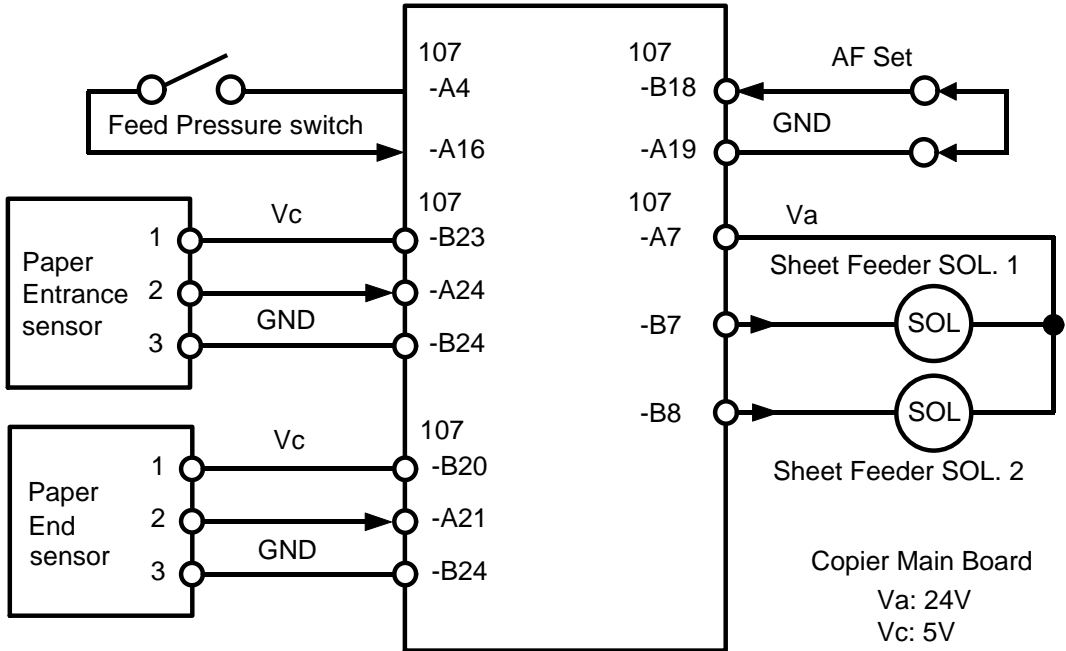 107
-A4
Feed Pressure switch
-A16
107
-B18
AF Set
GND
-A19
Paper
Entrance
sensor
1
Vc
107
-B23
2
-A24
GND
3
-B24
107
-A7
Va
Sheet Feeder SOL. 1
-B7
SOL
-B8
SOL
Sheet Feeder SOL. 2
Paper
End
sensor
1
Vc
107
-B20
2
-A21
GND
3
-B24
Copier Main Board
Va: 24V
Vc: 5V